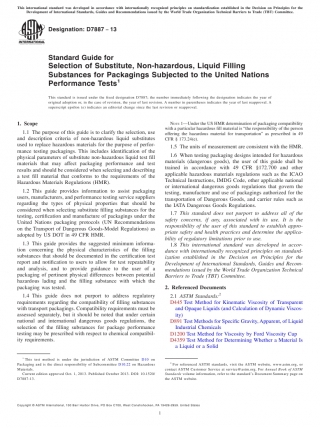 This international standard was developed in accordance with internationally recognized principles on standardization established in the Decision on Principles for the
Development of International Standards, Guides and Recommendations issued by the World Trade Organization Technical Barriers to Trade (TBT) Committee.
Designation: D7887 − 13
Standard Guide for
Selection of Substitute, Non-hazardous, Liquid Filling
Substances for Packagings Subjected to the United Nations
Performance Tests¹
This standard is issued under the fixed designation D7887; the number immediately following the designation indicates the year of
original adoption or, in the case of revision, the year of last revision. A number in parentheses indicates the year of last reapproval. A
superscript epsilon (ε) indicates an editorial change since the last revision or reapproval.
1. Scope
1.1 The purpose of this guide is to clarify the selection, use
and description criteria of non-hazardous liquid substitutes
used to replace hazardous materials for the purpose of perfor-
mance testing packagings. This includes identification of the
physical parameters of substitute non-hazardous liquid test fill
materials that may affect packaging performance and test
results and should be considered when selecting and describing
a test fill material that conforms to the requirements of the
Hazardous Materials Regulations (HMR).
1.2 This guide provides information to assist packaging
users, manufacturers, and performance testing service suppliers
regarding the types of physical properties that should be
considered when selecting substitute filling substances for the
testing, certification and manufacture of packagings under the
United Nations packaging protocols (UN Recommendations
on the Transport of Dangerous Goods-Model Regulations) as
adopted by US DOT in 49 CFR HMR.
1.3 This guide provides the suggested minimum informa-
tion concerning the physical characteristics of the filling
substances that should be documented in the certification test
report and notification to users to allow for test repeatability
and analysis, and to provide guidance to the user of a
packaging of pertinent physical differences between potential
hazardous lading and the filling substance with which the
packaging was tested.
1.4 This guide does not purport to address regulatory
requirements regarding the compatibility of filling substances
with transport packagings. Compatibility requirements must be
assessed separately, but it should be noted that under certain
national and international dangerous goods regulations, the
selection of the filling substances for package performance
testing may be prescribed with respect to chemical compatibil-
ity requirements.
NOTE 1—Under the US HMR determination of packaging compatibility
with a particular hazardous fill material is "the responsibility of the person
offering the hazardous material for transportation" as prescribed in 49
CFR § 173.24(e).
1.5 The units of measurement are consistent with the HMR.
1.6 When testing packaging designs intended for hazardous
materials (dangerous goods), the user of this guide shall be
trained in accordance with 49 CFR §172.700 and other
applicable hazardous materials regulations such as the ICAO
Technical Instructions, IMDG Code, other applicable national
or international dangerous goods regulations that govern the
testing, manufacture and use of packagings authorized for the
transportation of Dangerous Goods, and carrier rules such as
the IATA Dangerous Goods Regulations.
1.7 This standard does not purport to address all of the
safety concerns, if any, associated with its use. It is the
responsibility of the user of this standard to establish appro-
priate safety and health practices and determine the applica-
bility of regulatory limitations prior to use.
1.8 This international standard was developed in accor-
dance with internationally recognized principles on standard-
ization established in the Decision on Principles for the
Development of International Standards, Guides and Recom-
mendations issued by the World Trade Organization Technical
Barriers to Trade (TBT) Committee.
2. Referenced Documents
2.1 ASTM Standards:²
D445 Test Method for Kinematic Viscosity of Transparent
and Opaque Liquids (and Calculation of Dynamic Viscos-
ity)
D891 Test Methods for Specific Gravity, Apparent, of Liquid
Industrial Chemicals
D1200 Test Method for Viscosity by Ford Viscosity Cup
D4359 Test Method for Determining Whether a Material Is
a Liquid or a Solid
¹ This test method is under the jurisdiction of ASTM Committee D10 on
Packaging and is the direct responsibility of Subcommittee D10.22 on Hazardous
Materials.
Current edition approved Oct. 1, 2013. Published October 2013. DOI: 10.1520/
D7887-13.
² For referenced ASTM standards, visit the ASTM website, www.astm.org, or
contact ASTM Customer Service at service@astm.org. For Annual Book of ASTM
Standards volume information, refer to the standard's Document Summary page on
the ASTM website.
Copyright © ASTM International, 100 Barr Harbor Drive, PO Box C700, West Conshohocken, PA 19428-2959. United States
1